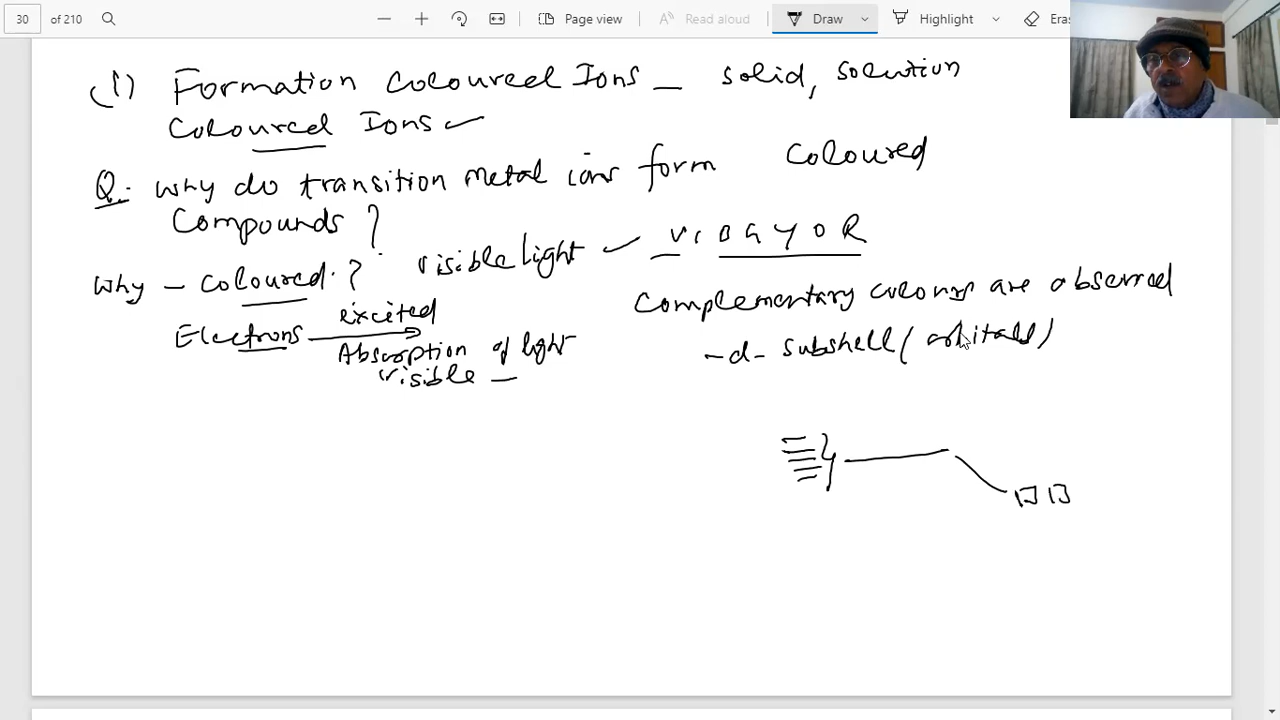 30 of 210 Page view Read aloud Draw Highlight Eras
(1) Formation Coloured Ions — solid, solution
Coloured Ions ✓
Q:- Why do transition metal ions form Coloured
Compounds ?
Why - Coloured. ? visible light ✓ VIBGYOR
Complementary colours are observed
Electrons excited
Absorption of light
visible —
-d- subshell (orbitals)